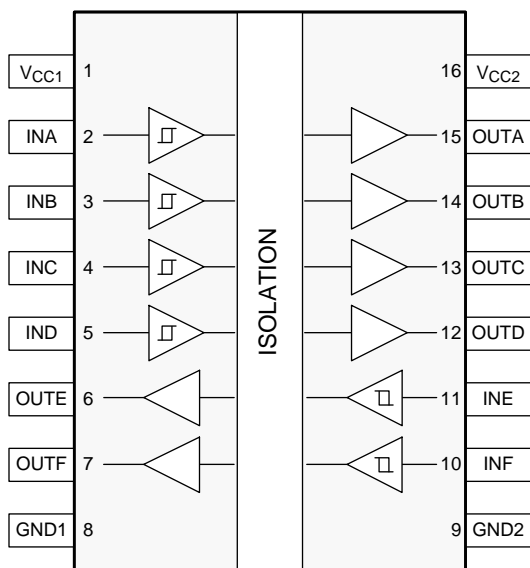 VCC1 1 16 VCC2
INA 2 15 OUTA
INB 3 14 OUTB
INC 4 13 OUTC
IND 5 12 OUTD
OUTE 6 11 INE
OUTF 7 10 INF
GND1 8 9 GND2
ISOLATION